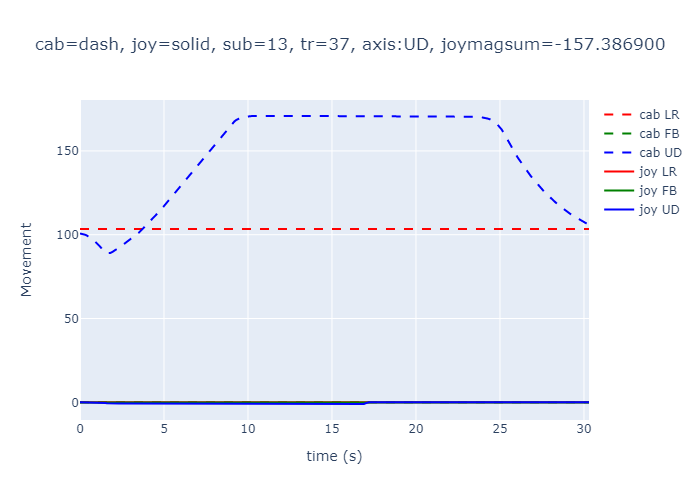 cab=dash, joy=solid, sub=13, tr=37, axis:UD, joymagsum=-157.386900
cab LR
cab FB
cab UD
joy LR
joy FB
joy UD
Movement
150
100
50
0
0 5 10 15 20 25 30
time (s)